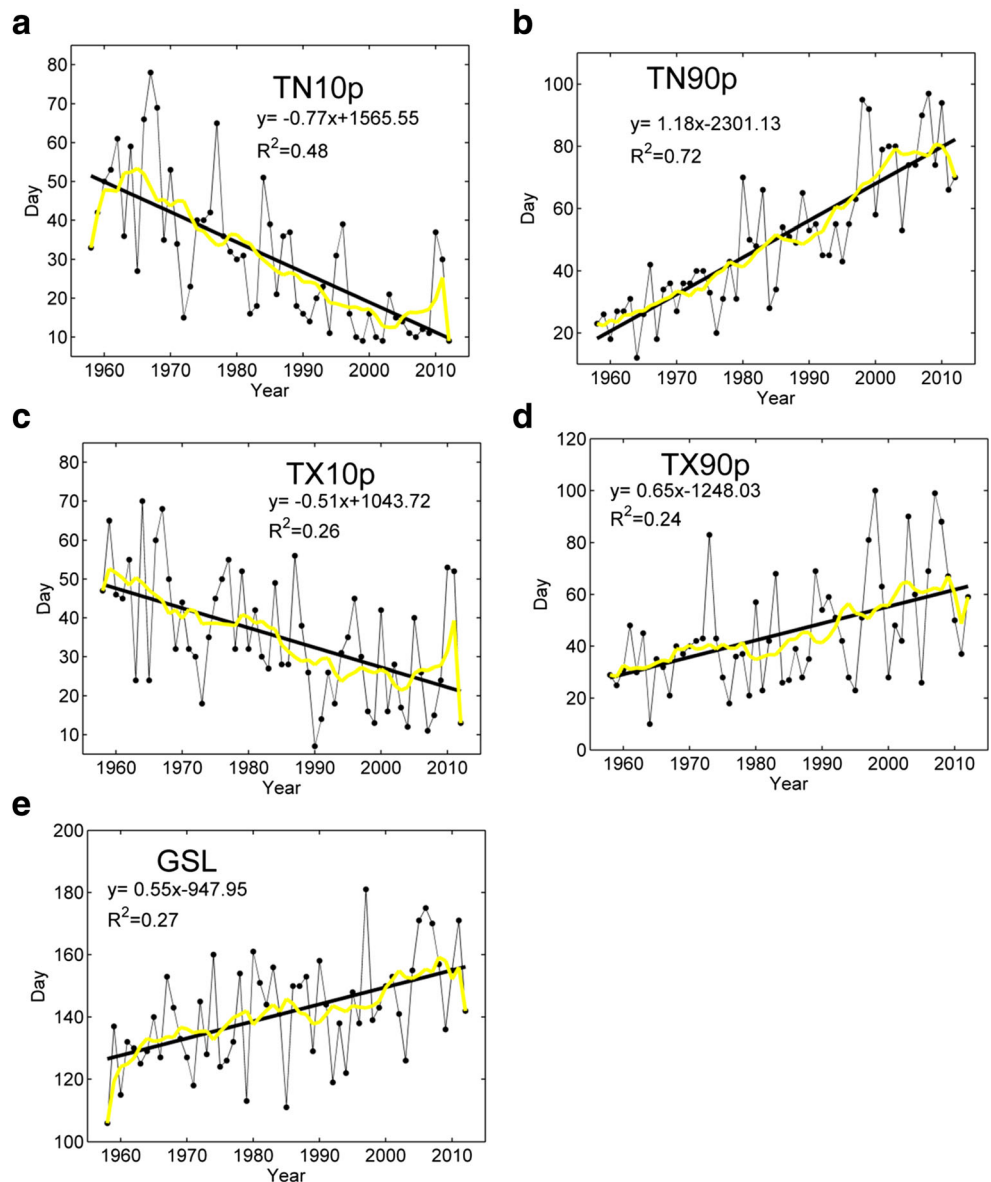 a
TN10p
y= -0.77x+1565.55
R²=0.48
80
70
60
50
40
30
20
10
Day
1960 1970 1980 1990 2000 2010
Year
b
TN90p
y= 1.18x-2301.13
R²=0.72
100
80
60
40
20
Day
1960 1970 1980 1990 2000 2010
Year
c
TX10p
y= -0.51x+1043.72
R²=0.26
80
70
60
50
40
30
20
10
Day
1960 1970 1980 1990 2000 2010
Year
d
TX90p
y= 0.65x-1248.03
R²=0.24
120
100
80
60
40
20
0
Day
1960 1970 1980 1990 2000 2010
Year
e
GSL
y= 0.55x-947.95
R²=0.27
200
180
160
140
120
100
Day
1960 1970 1980 1990 2000 2010
Year